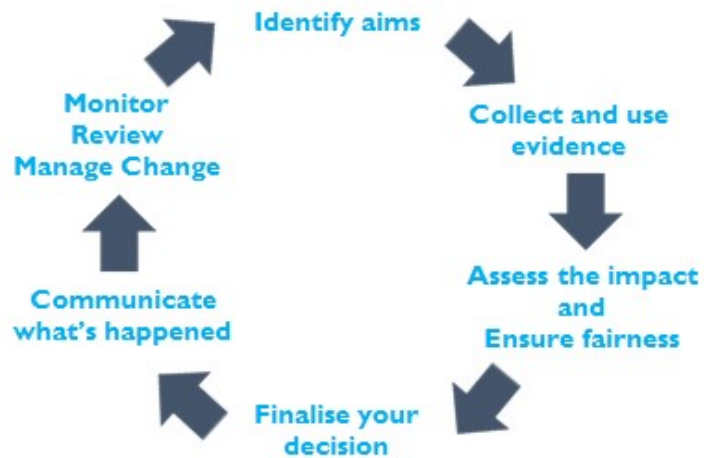 Identify aims
Collect and use
evidence
Assess the impact
and
Ensure fairness
Finalise your
decision
Communicate
what's happened
Monitor
Review
Manage Change